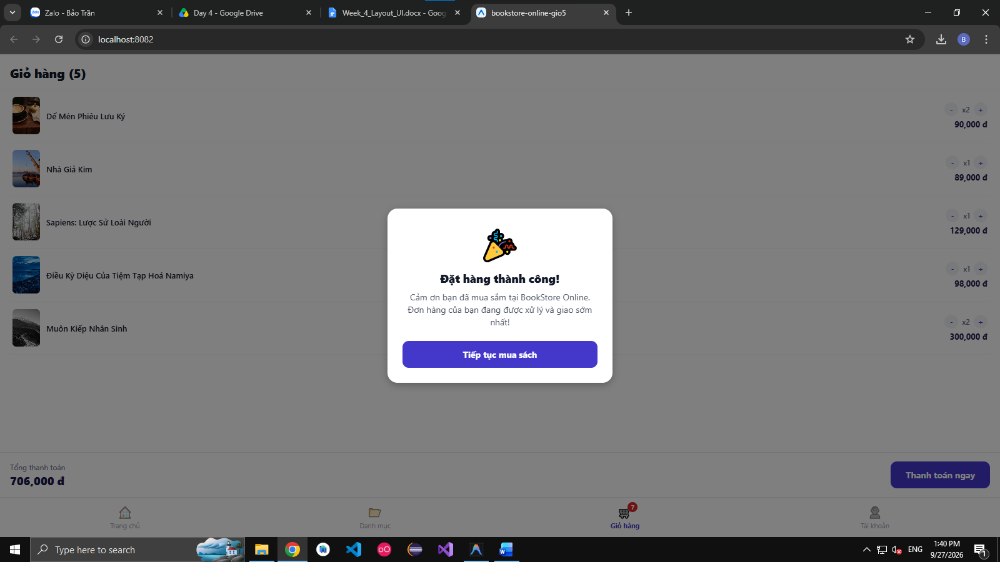 Zalo - Bảo Trần
Day 4 - Google Drive
Week_4_Layout_UI.docx - Goog
bookstore-online-gio5
localhost:8082
B
Giỏ hàng (5)
Dế Mèn Phiêu Lưu Ký
- x2 +
90,000 đ
Nhà Giả Kim
- x1 +
89,000 đ
Sapiens: Lược Sử Loài Người
- x1 +
129,000 đ
Điều Kỳ Diệu Của Tiệm Tạp Hoá Namiya
- x1 +
98,000 đ
Muôn Kiếp Nhân Sinh
- x2 +
300,000 đ
Đặt hàng thành công!
Cảm ơn bạn đã mua sắm tại BookStore Online.
Đơn hàng của bạn đang được xử lý và giao sớm
nhất!
Tiếp tục mua sách
Tổng thanh toán
706,000 đ
Thanh toán ngay
Trang chủ
Danh mục
7
Giỏ hàng
Tài khoản
Type here to search
ENG
1:40 PM
9/27/2026
1